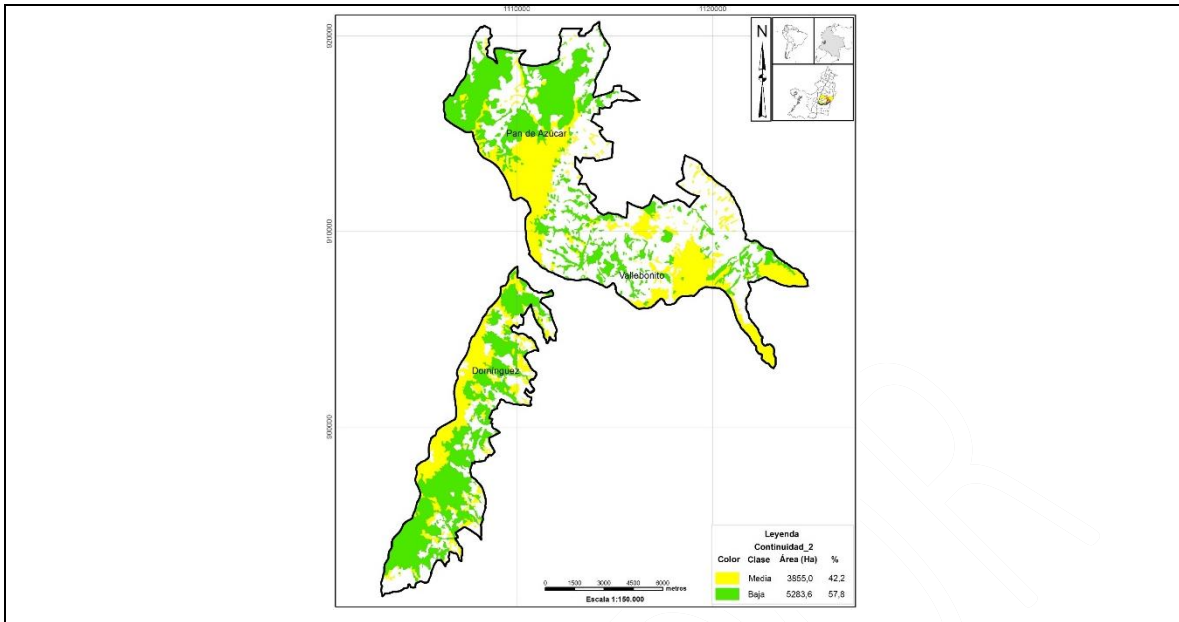 1110000
1120000
920000
N
Pan de Azúcar
910000
Vallebonito
Domínguez
900000
Leyenda
Continuidad_2
Color Clase Área (Ha) %
Media 3855,0 42,2
Baja 5283,6 57,8
0 1500 3000 4500 6000
metros
Escala 1:150.000